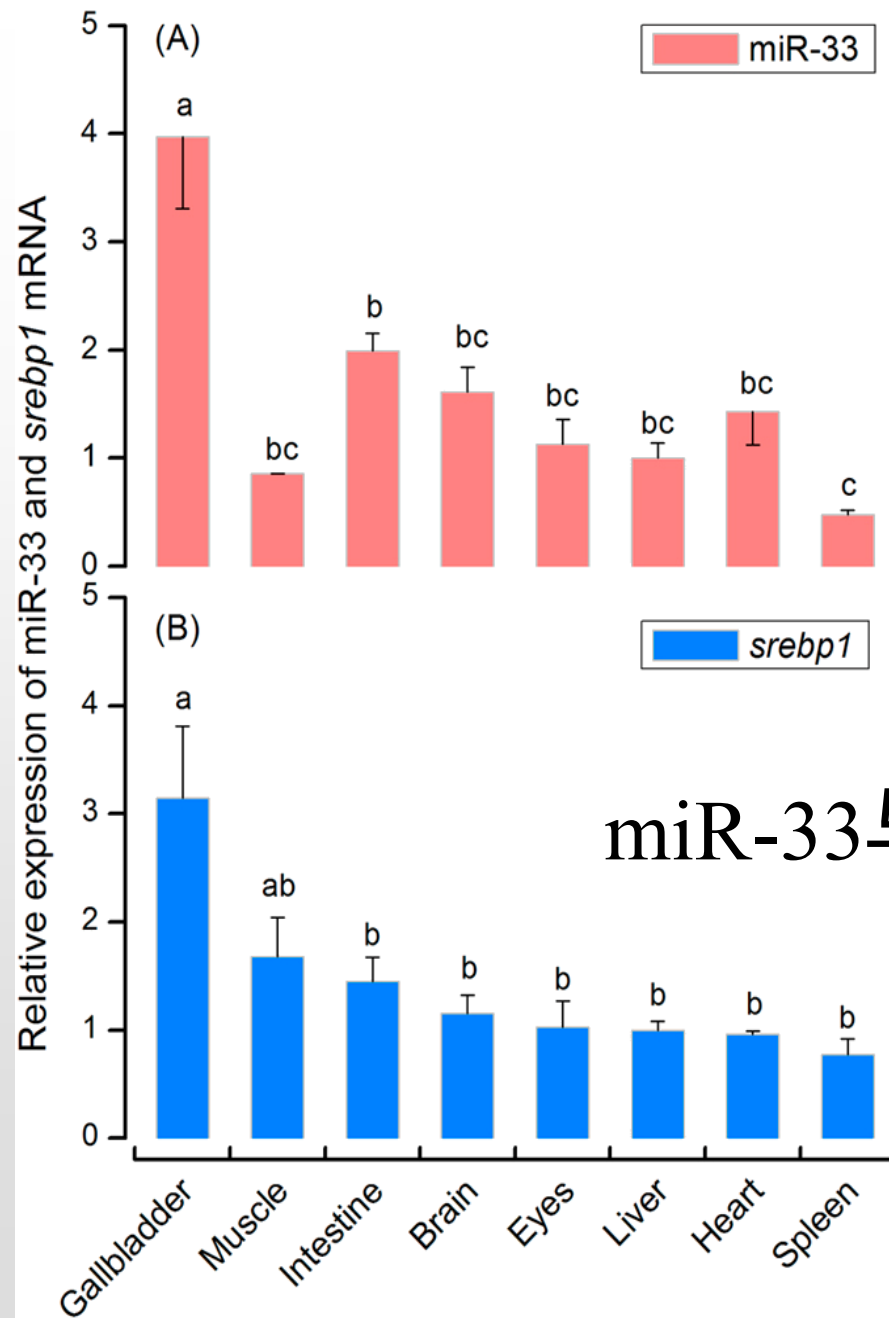 Relative expression of miR-33 and srebp1 mRNA
(A)
miR-33
5
4
3
2
1
0
a
bc
b
bc
bc
bc
bc
c
(B)
srebp1
5
4
3
2
1
0
a
ab
b
b
b
b
b
b
miR-33
Gallbladder
Muscle
Intestine
Brain
Eyes
Liver
Heart
Spleen